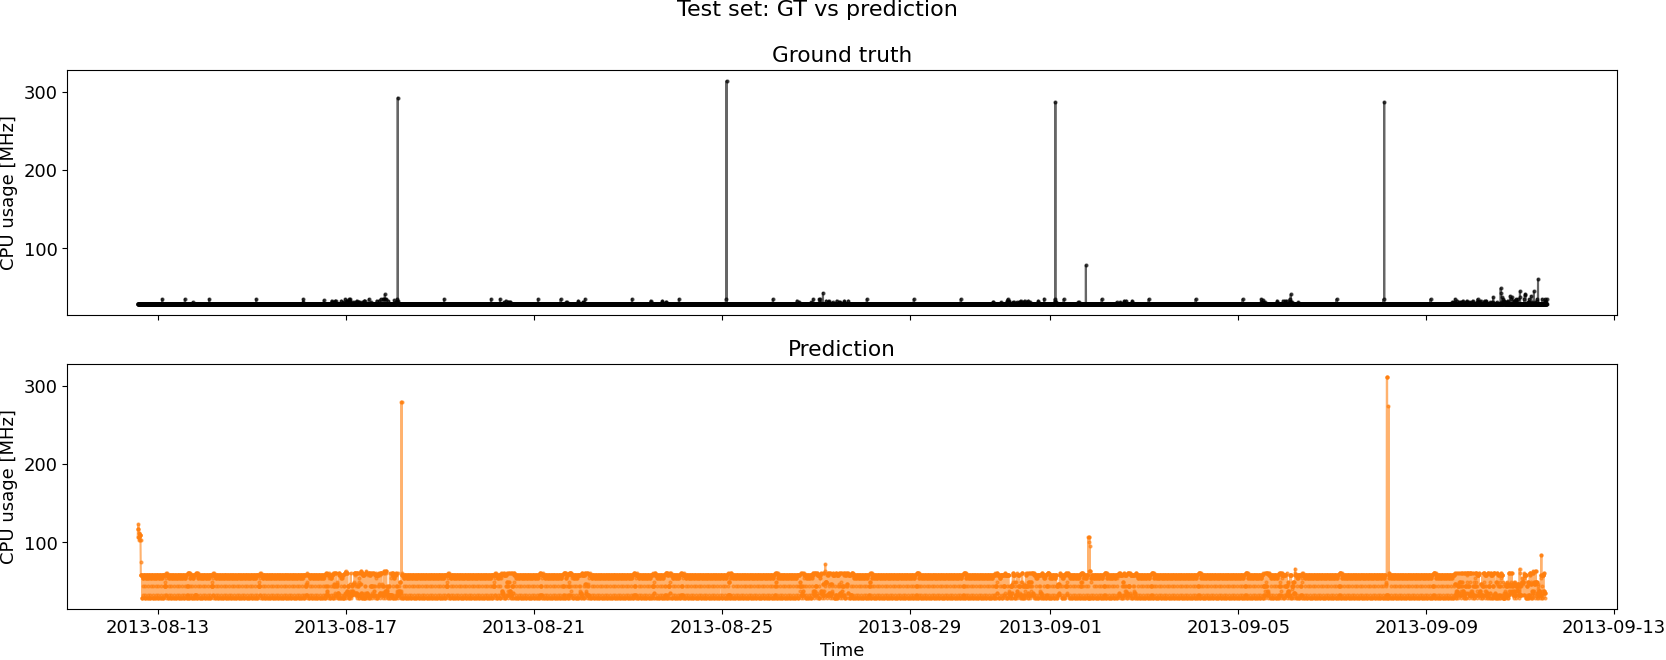 Test set: GT vs prediction
Ground truth
CPU usage [MHz]
300
200
100
Prediction
CPU usage [MHz]
300
200
100
2013-08-13 2013-08-17 2013-08-21 2013-08-25 2013-08-29 2013-09-01 2013-09-05 2013-09-09 2013-09-13
Time